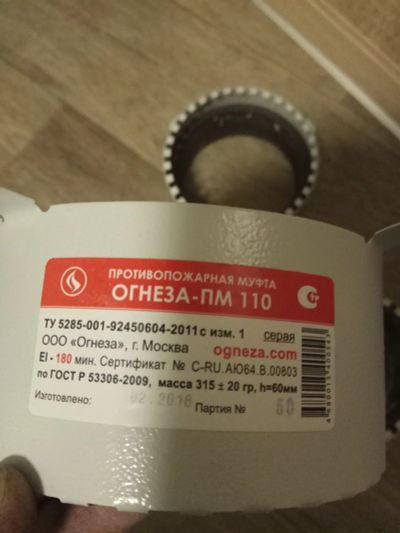 ПРОТИВОПОЖАРНАЯ МУФТА
ОГНЕЗА-ПМ 110
ТУ 5285-001-92450604-2011 с изм. 1 серая
ООО «Огнеза», г. Москва ogneza.com
EI - 180 мин. Сертификат № C-RU.АЮ64.В.00803
по ГОСТ Р 53306-2009, масса 315 ± 20 гр, h=60мм
Изготовлено: 02.2018 Партия № 50